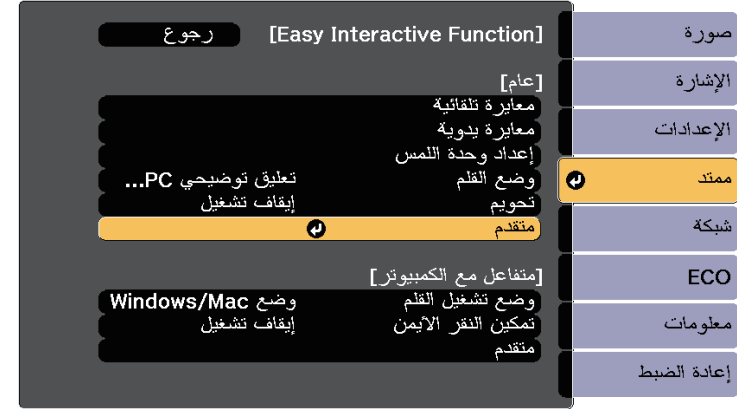 صورة
الإشارة
الإعدادات
ممتد
شبكة
ECO
معلومات
إعادة الضبط
[Easy Interactive Function] رجوع
[عام]
معايرة تلقائية
معايرة يدوية
إعداد وحدة اللمس
وضع القلم تعليق توضيحي PC...
تحويم إيقاف تشغيل
متقدم
[متفاعل مع الكمبيوتر]
وضع تشغيل القلم وضع Windows/Mac
تمكين النقر الأيمن إيقاف تشغيل
متقدم